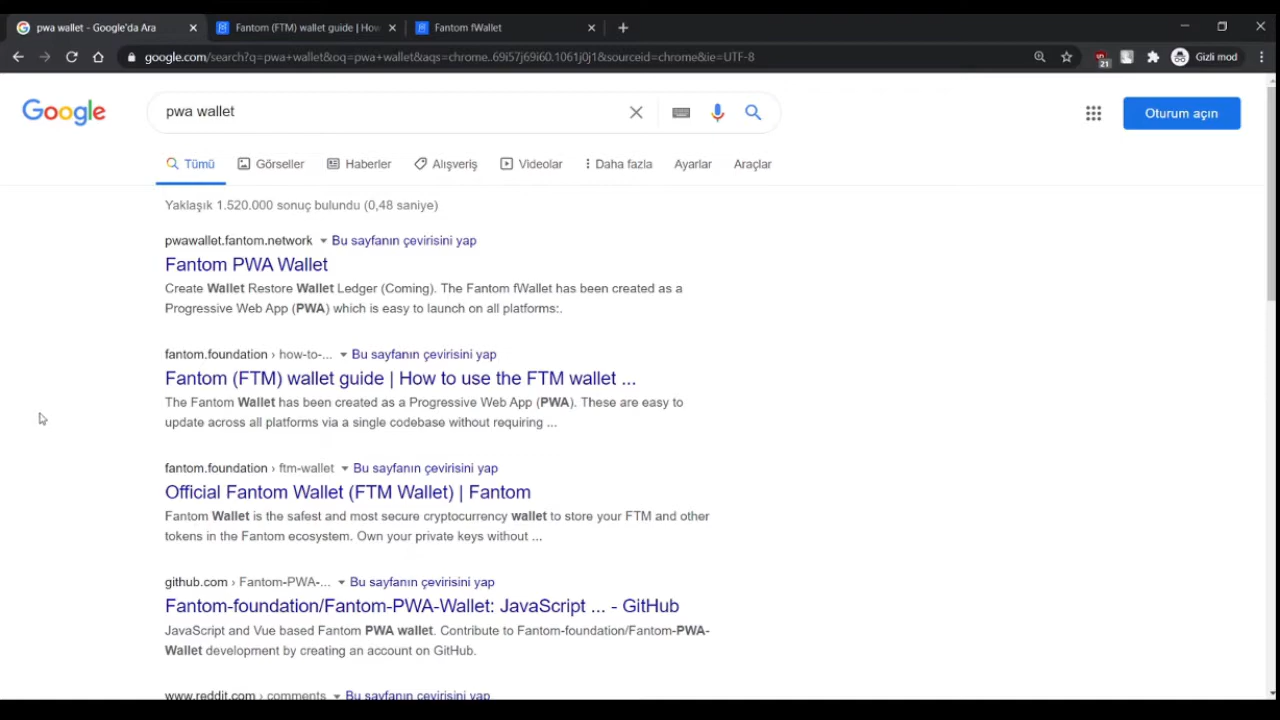 pwa wallet - Google'da Ara
Fantom (FTM) wallet guide | How
Fantom fWallet
google.com/search?q=pwa+wallet&oq=pwa+wallet&aqs=chrome..69i57j69i60.1061j0j1&sourceid=chrome&ie=UTF-8
21
Gizli mod
Google
pwa wallet
Oturum açın
Tümü
Görseller
Haberler
Alışveriş
Videolar
Daha fazla
Ayarlar
Araçlar
Yaklaşık 1.520.000 sonuç bulundu (0,48 saniye)
pwawallet.fantom.network Bu sayfanın çevirisini yap
Fantom PWA Wallet
Create Wallet Restore Wallet Ledger (Coming). The Fantom fWallet has been created as a
Progressive Web App (PWA) which is easy to launch on all platforms:.
fantom.foundation › how-to-... Bu sayfanın çevirisini yap
Fantom (FTM) wallet guide | How to use the FTM wallet ...
The Fantom Wallet has been created as a Progressive Web App (PWA). These are easy to
update across all platforms via a single codebase without requiring ...
fantom.foundation › ftm-wallet Bu sayfanın çevirisini yap
Official Fantom Wallet (FTM Wallet) | Fantom
Fantom Wallet is the safest and most secure cryptocurrency wallet to store your FTM and other
tokens in the Fantom ecosystem. Own your private keys without ...
github.com › Fantom-PWA-... Bu sayfanın çevirisini yap
Fantom-foundation/Fantom-PWA-Wallet: JavaScript ... - GitHub
JavaScript and Vue based Fantom PWA wallet. Contribute to Fantom-foundation/Fantom-PWA-
Wallet development by creating an account on GitHub.
www.reddit.com › comments Bu sayfanın çevirisini yap